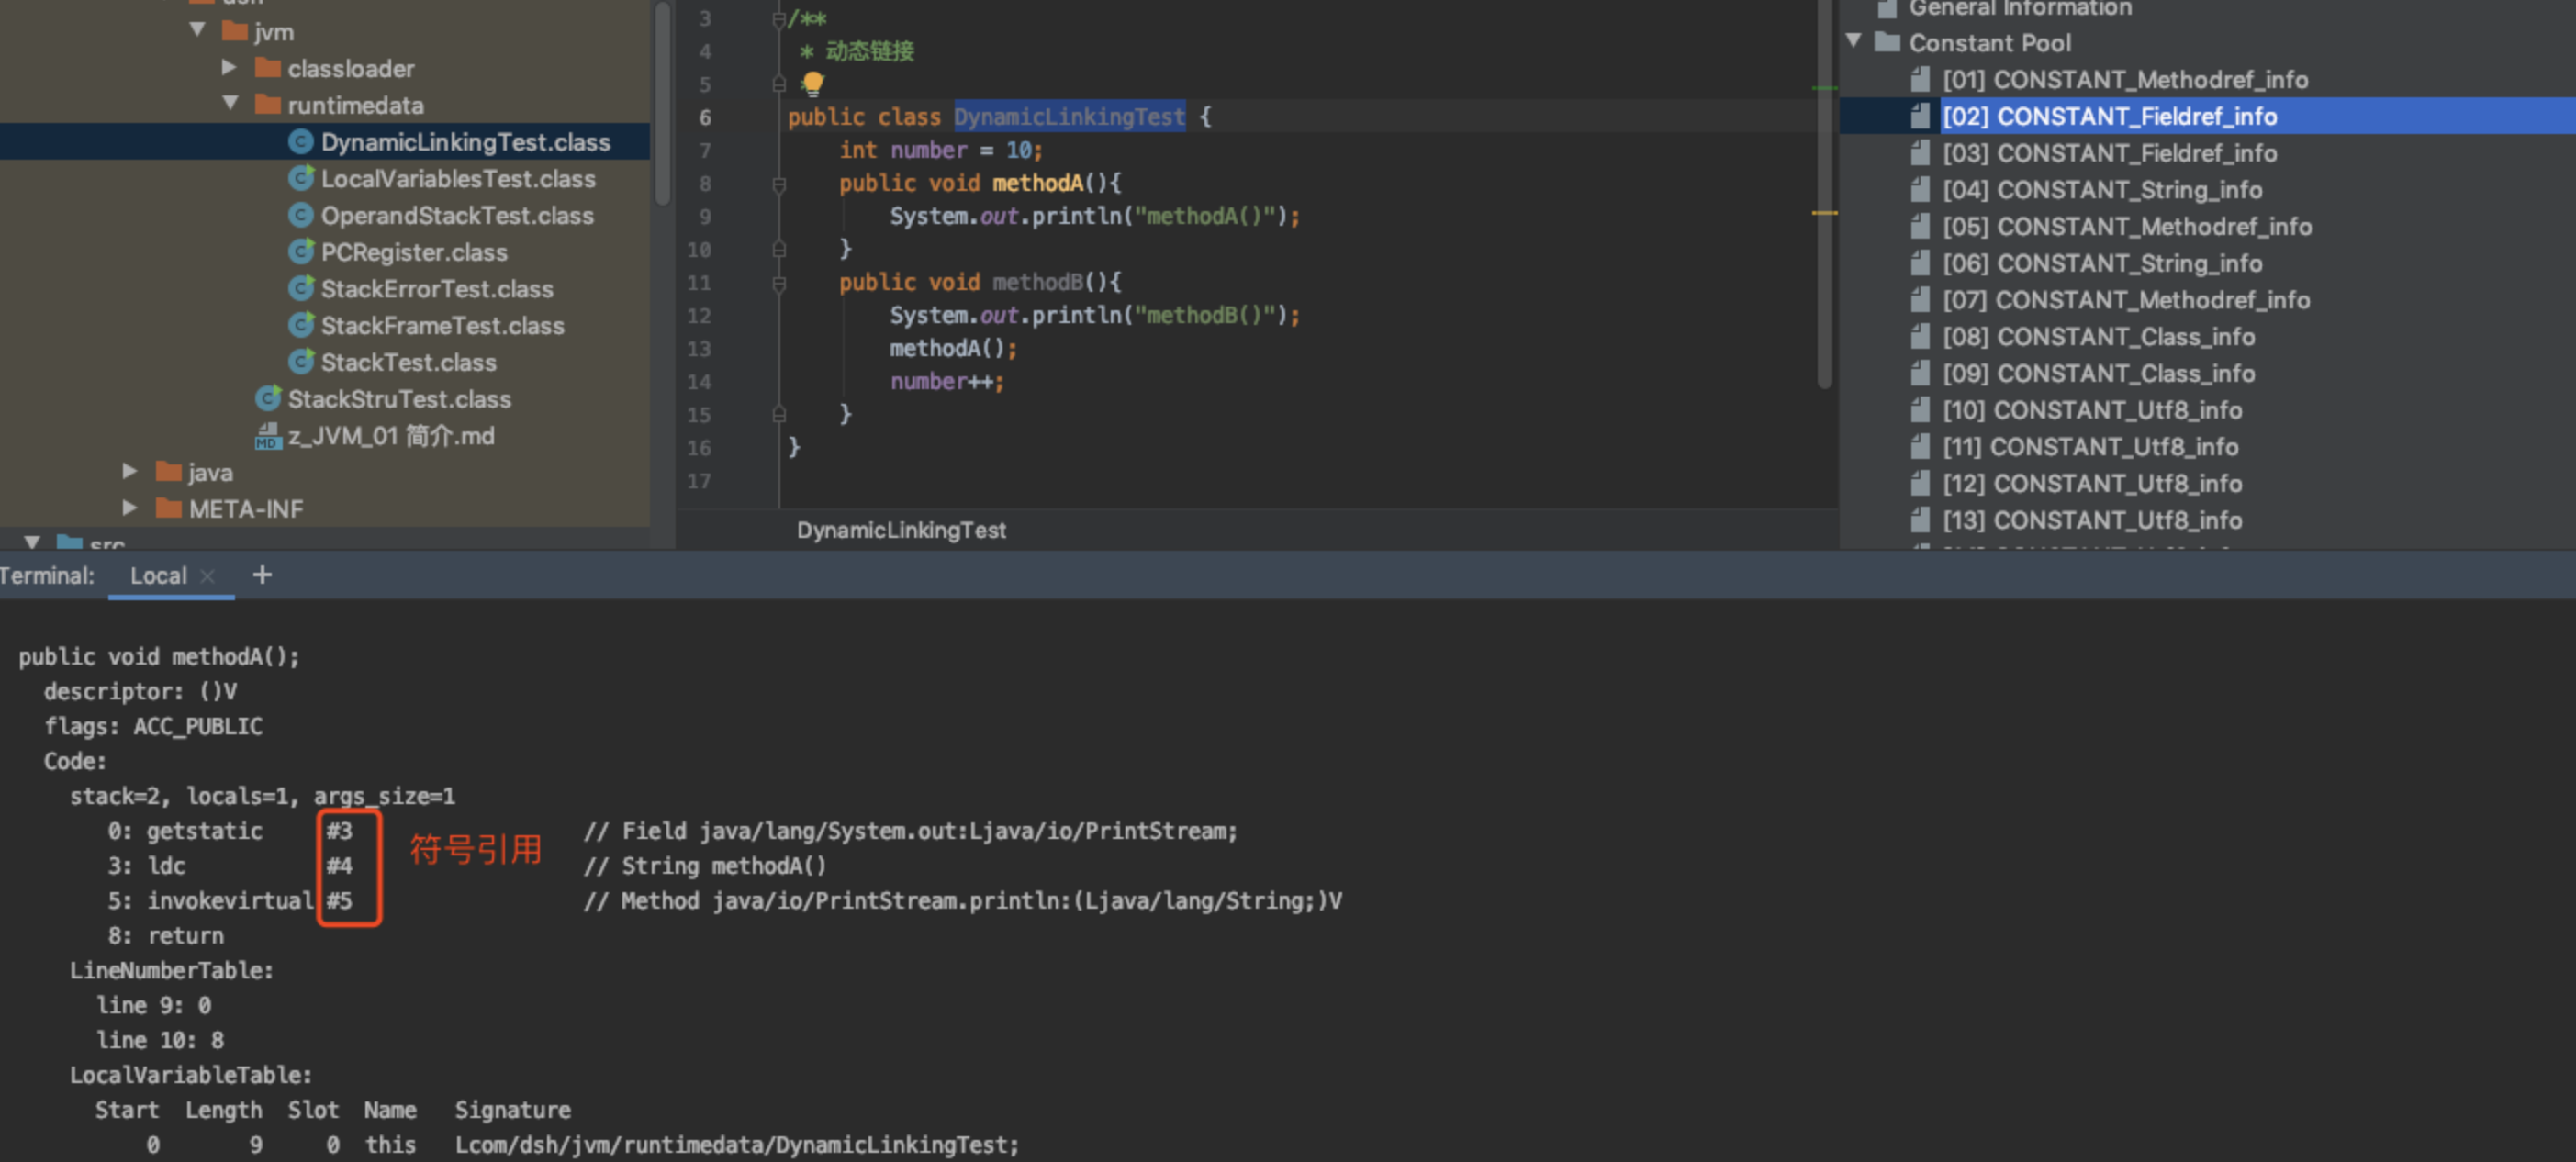 jvm
classloader
runtimedata
DynamicLinkingTest.class
LocalVariablesTest.class
OperandStackTest.class
PCRegister.class
StackErrorTest.class
StackFrameTest.class
StackTest.class
StackStruTest.class
MD z_JVM_01 简介.md
java
META-INF
src
3 /**
4 * 动态链接
5
6 public class DynamicLinkingTest {
7 int number = 10;
8 public void methodA(){
9 System.out.println("methodA()");
10 }
11 public void methodB(){
12 System.out.println("methodB()");
13 methodA();
14 number++;
15 }
16 }
17
DynamicLinkingTest
General Information
Constant Pool
[01] CONSTANT_Methodref_info
[02] CONSTANT_Fieldref_info
[03] CONSTANT_Fieldref_info
[04] CONSTANT_String_info
[05] CONSTANT_Methodref_info
[06] CONSTANT_String_info
[07] CONSTANT_Methodref_info
[08] CONSTANT_Class_info
[09] CONSTANT_Class_info
[10] CONSTANT_Utf8_info
[11] CONSTANT_Utf8_info
[12] CONSTANT_Utf8_info
[13] CONSTANT_Utf8_info
Terminal: Local × +
public void methodA();
descriptor: ()V
flags: ACC_PUBLIC
Code:
stack=2, locals=1, args_size=1
0: getstatic #3 // Field java/lang/System.out:Ljava/io/PrintStream;
符号引用
3: ldc #4 // String methodA()
5: invokevirtual #5 // Method java/io/PrintStream.println:(Ljava/lang/String;)V
8: return
LineNumberTable:
line 9: 0
line 10: 8
LocalVariableTable:
Start Length Slot Name Signature
0 9 0 this Lcom/dsh/jvm/runtimedata/DynamicLinkingTest;